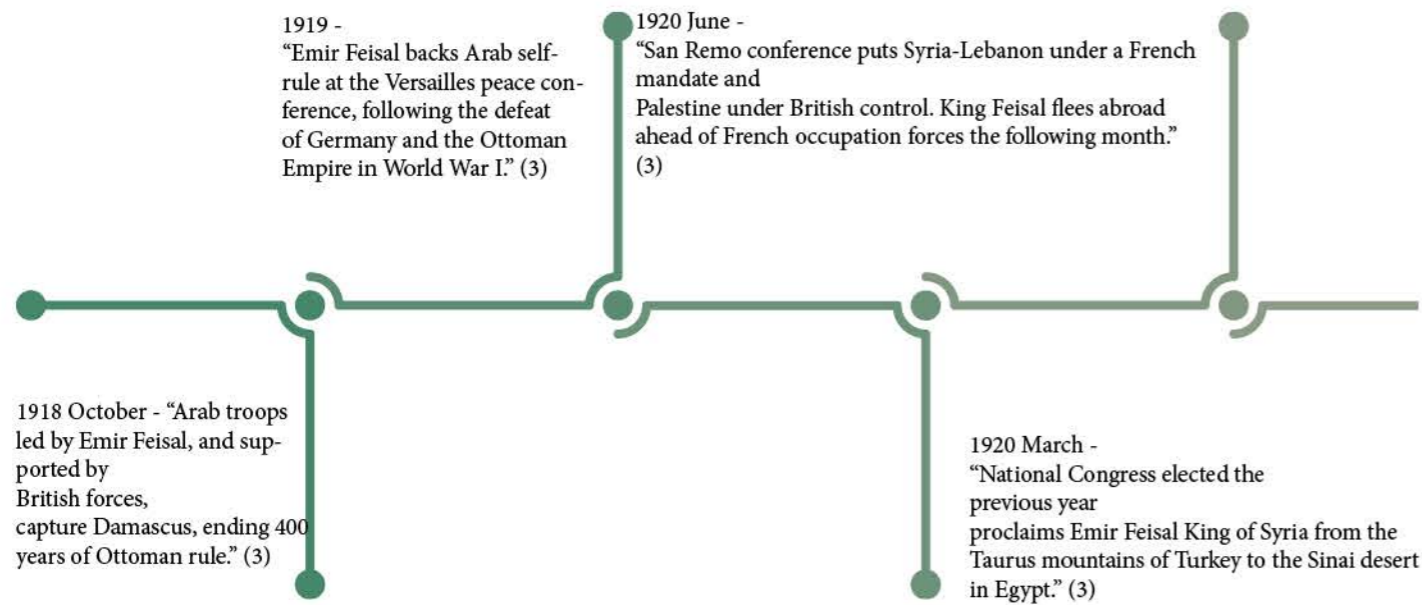 1919 -
“Emir Feisal backs Arab self-
rule at the Versailles peace con-
ference, following the defeat
of Germany and the Ottoman
Empire in World War I.” (3)
1920 June -
“San Remo conference puts Syria-Lebanon under a French
mandate and
Palestine under British control. King Feisal flees abroad
ahead of French occupation forces the following month.”
(3)
1918 October - “Arab troops
led by Emir Feisal, and sup-
ported by
British forces,
capture Damascus, ending 400
years of Ottoman rule.” (3)
1920 March -
“National Congress elected the
previous year
proclaims Emir Feisal King of Syria from the
Taurus mountains of Turkey to the Sinai desert
in Egypt.” (3)